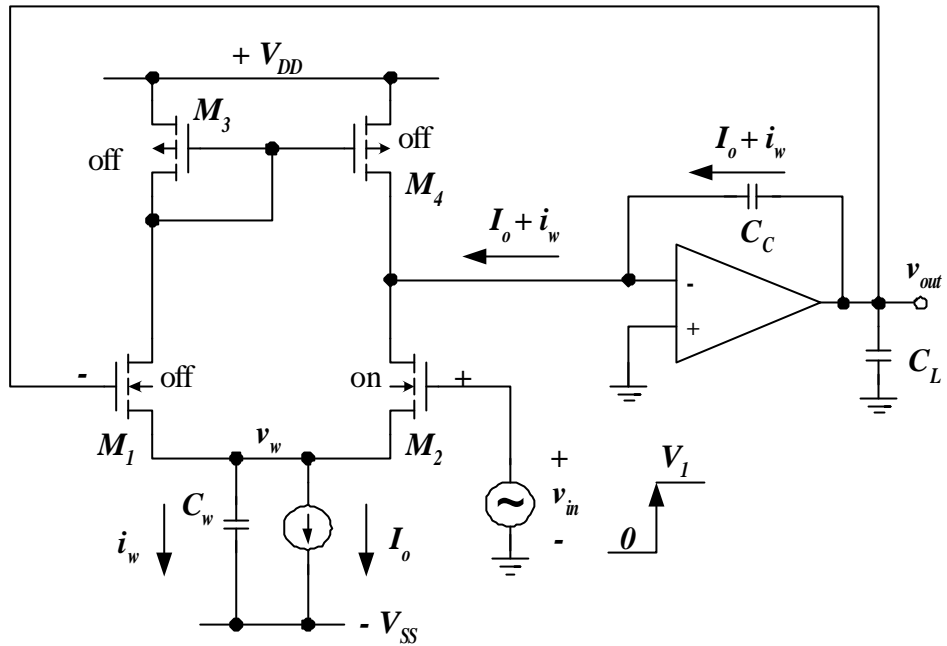 + V_DD
M_3
off
off
M_4
I_o + i_w
C_C
I_o + i_w
-
+
v_out
C_L
-
off
on
+
M_1
v_w
M_2
C_w
i_w
I_o
+
v_in
-
V_1
0
- V_SS